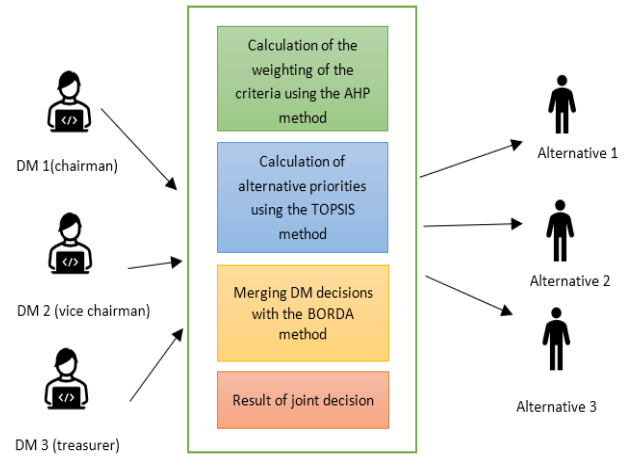 Calculation of the
weighting of the
criteria using the AHP
method
</>
DM 1(chairman)
Alternative 1
Calculation of
alternative priorities
using the TOPSIS
method
</>
DM 2 (vice chairman)
Alternative 2
Merging DM decisions
with the BORDA
method
</>
DM 3 (treasurer)
Alternative 3
Result of joint decision